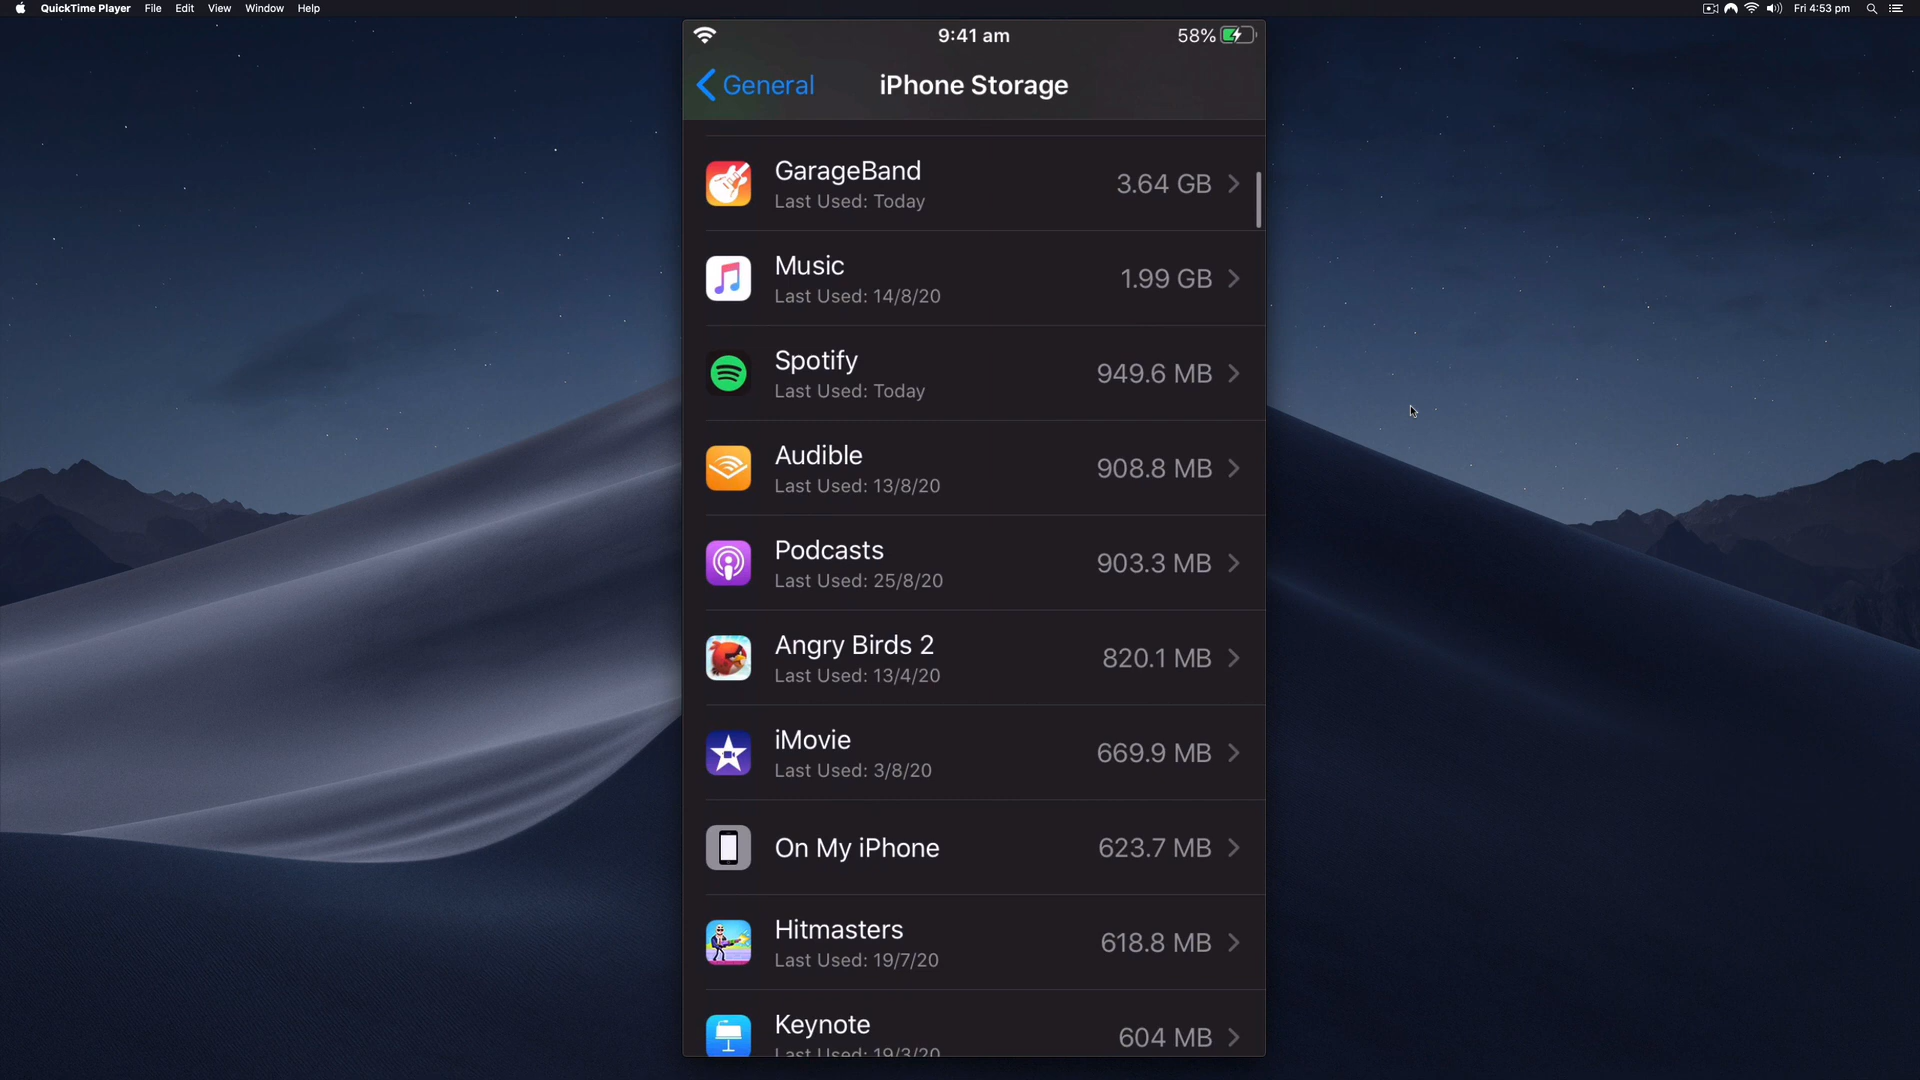 QuickTime Player File Edit View Window Help Fri 4:53 pm
9:41 am 58%
General iPhone Storage
GarageBand
Last Used: Today
3.64 GB
Music
Last Used: 14/8/20
1.99 GB
Spotify
Last Used: Today
949.6 MB
Audible
Last Used: 13/8/20
908.8 MB
Podcasts
Last Used: 25/8/20
903.3 MB
Angry Birds 2
Last Used: 13/4/20
820.1 MB
iMovie
Last Used: 3/8/20
669.9 MB
On My iPhone
623.7 MB
Hitmasters
Last Used: 19/7/20
618.8 MB
Keynote
Last Used: 19/3/20
604 MB